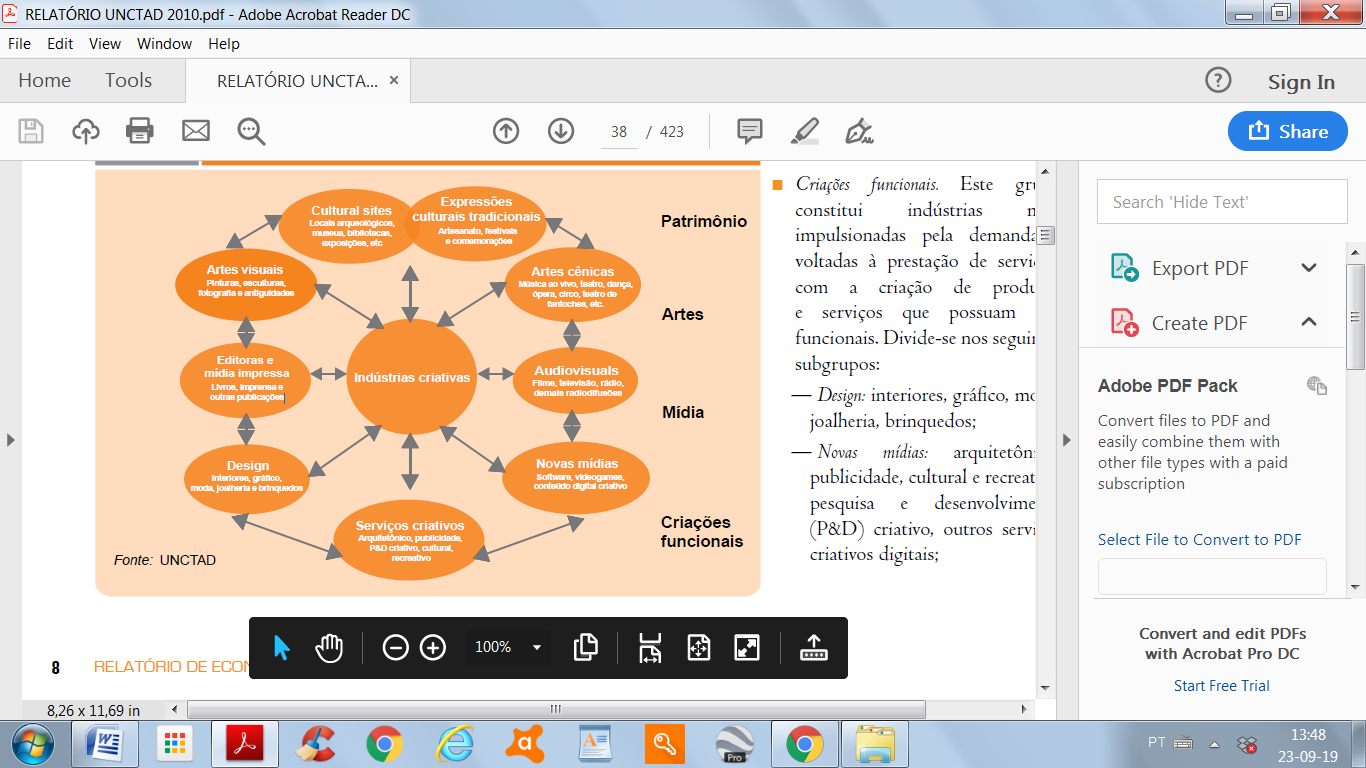 RELATÓRIO UNCTAD 2010.pdf - Adobe Acrobat Reader DC
File Edit View Window Help
Home Tools RELATÓRIO UNCTA... × Sign In
38 / 423 Share
Cultural sites
Locais arqueológicos,
museus, bibliotecas,
exposições, etc
Expressões
culturais tradicionais
Artesanato, festivais
e comemorações
Patrimônio
Artes visuais
Pinturas, esculturas,
fotografia e antiguidades
Artes cênicas
Música ao vivo, teatro, dança,
ópera, circo, teatro de
fantoches, etc.
Artes
Editoras e
mídia impressa
Livros, imprensa e
outras publicações
Indústrias criativas
Audiovisuals
Filme, televisão, rádio,
demais radiodifusões
Mídia
Design
Interiores, gráfico,
moda, joalheria e brinquedos
Novas mídias
Software, videogames,
conteúdo digital criativo
Serviços criativos
Arquitetônico, publicidade,
P&D criativo, cultural,
recreativo
Criações
funcionais
Fonte: UNCTAD
Criações funcionais. Este gru
constitui indústrias m
impulsionadas pela demanda
voltadas à prestação de servi
com a criação de produ
e serviços que possuam
funcionais. Divide-se nos segui
subgrupos:
— Design: interiores, gráfico, mo
joalheria, brinquedos;
— Novas mídias: arquitetôni
publicidade, cultural e recreat
pesquisa e desenvolvime
(P&D) criativo, outros servi
criativos digitais;
8 RELATÓRIO DE ECON
100%
8,26 x 11,69 in
Search 'Hide Text'
Export PDF
Create PDF
Adobe PDF Pack
Convert files to PDF and
easily combine them with
other file types with a paid
subscription
Select File to Convert to PDF
Convert and edit PDFs
with Acrobat Pro DC
Start Free Trial
Pro
PT
13:48
23-09-19